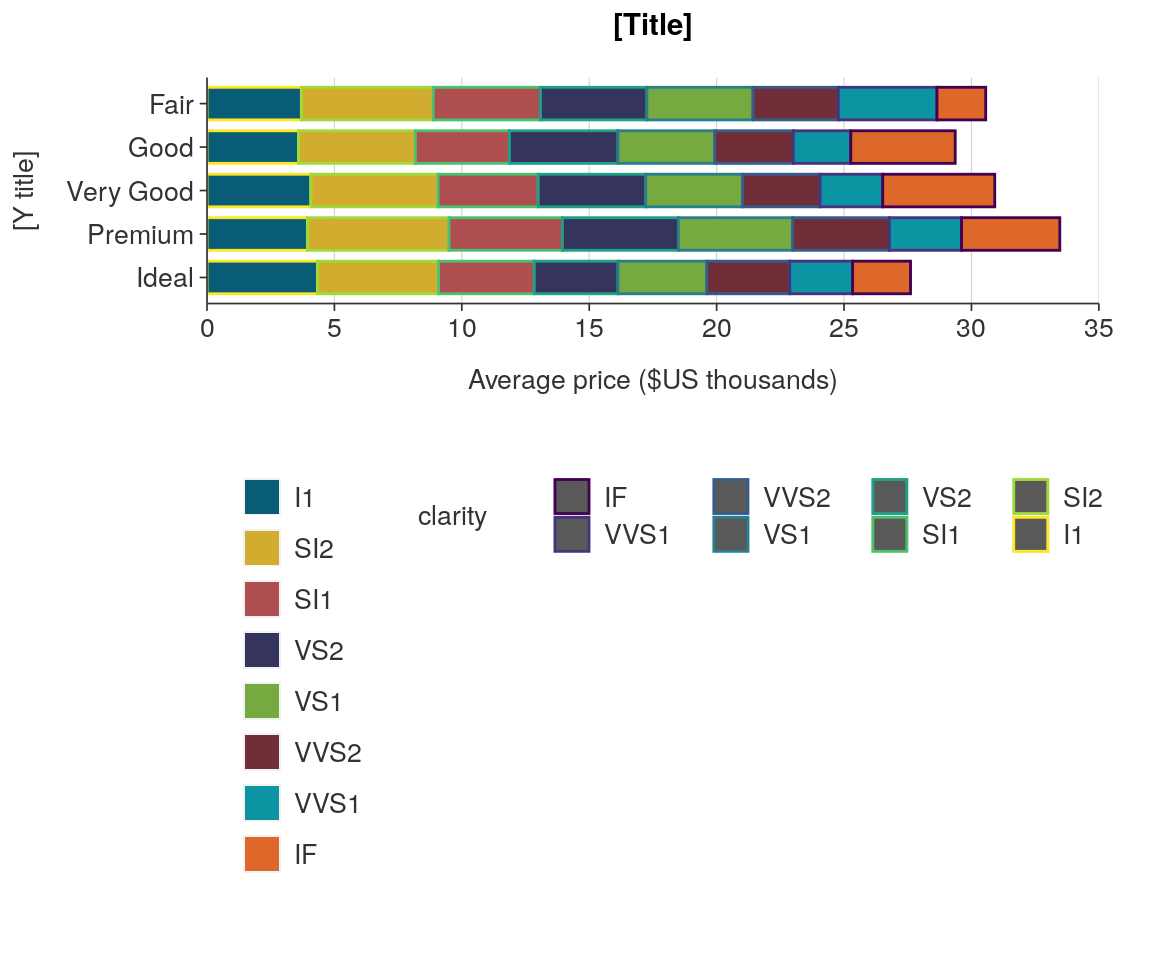 [Title]
[Y title]
Fair
Good
Very Good
Premium
Ideal
0 5 10 15 20 25 30 35
Average price ($US thousands)
I1
SI2
SI1
VS2
VS1
VVS2
VVS1
IF
clarity
IF VVS2 VS2 SI2
VVS1 VS1 SI1 I1